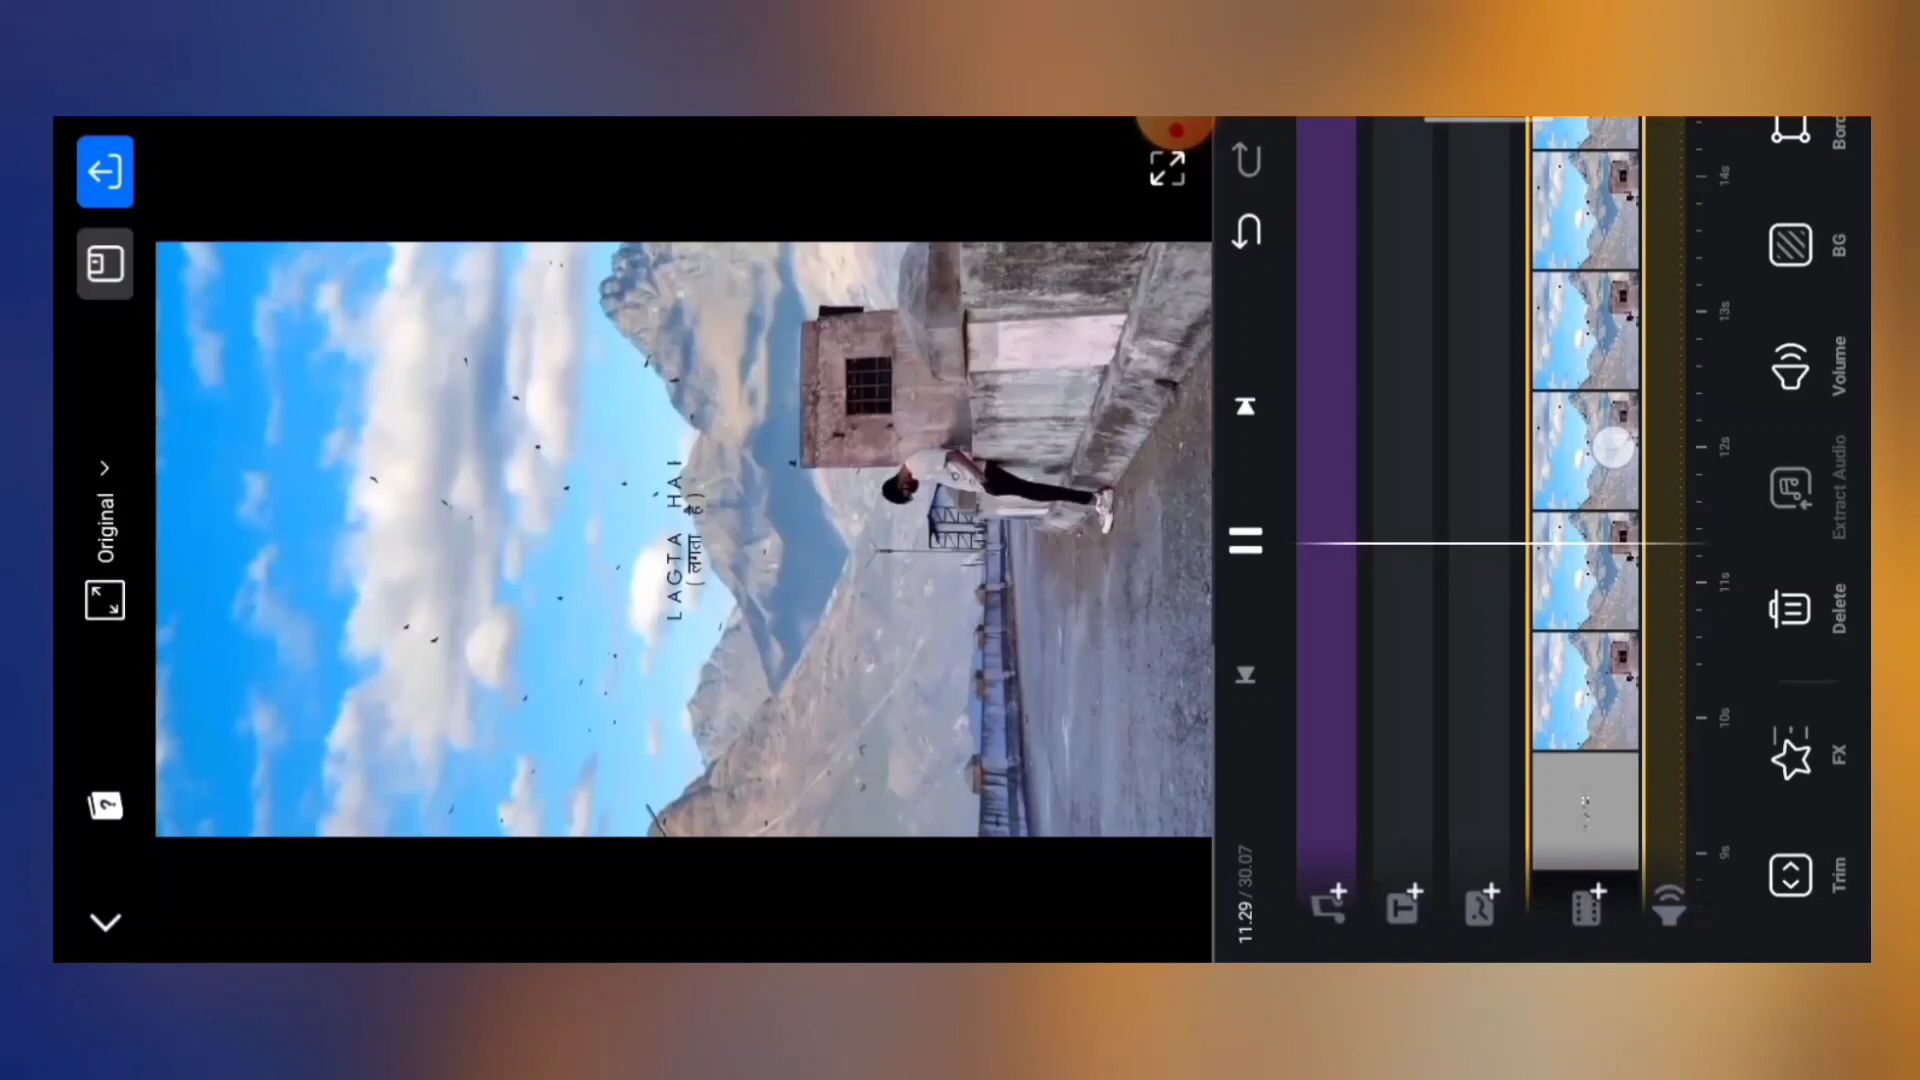 Original
LAGTA HAI
(लगता है)
11.29 / 30.07
9s
10s
11s
12s
13s
14s
Trim
FX
Delete
Extract Audio
Volume
BG